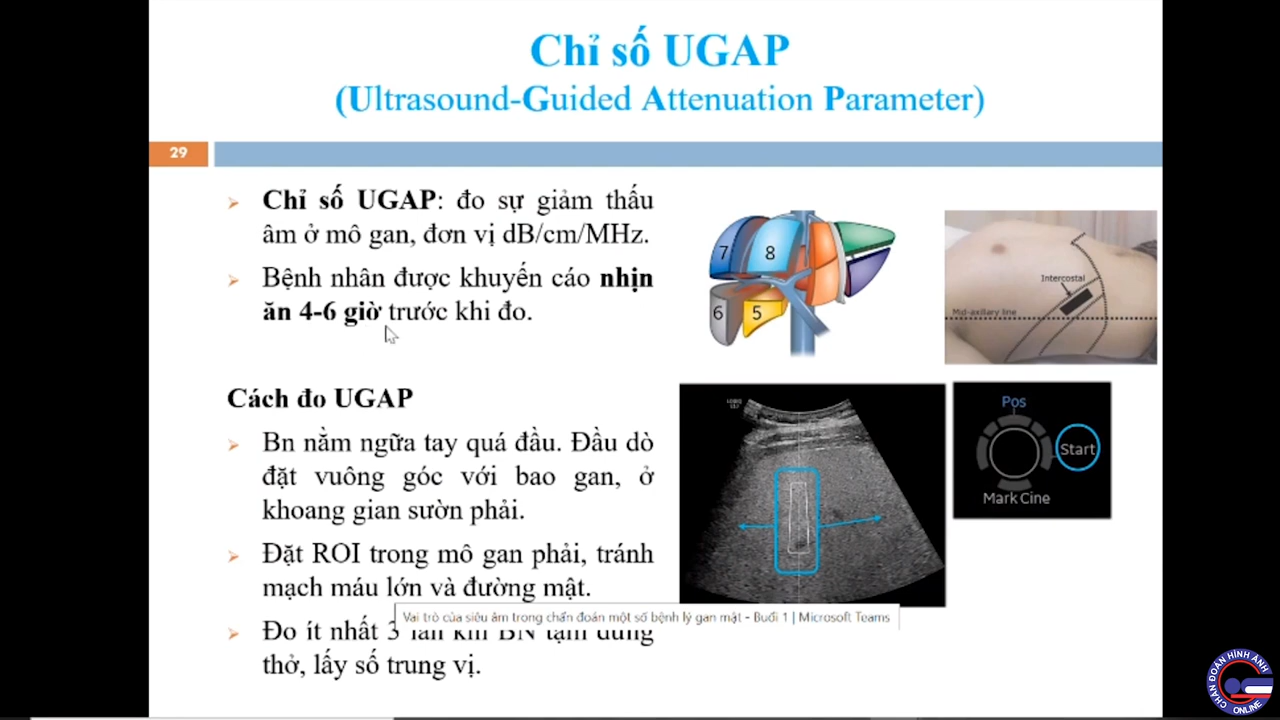 Chỉ số UGAP
(Ultrasound-Guided Attenuation Parameter)
29
Chỉ số UGAP: đo sự giảm thấu
âm ở mô gan, đơn vị dB/cm/MHz.
Bệnh nhân được khuyến cáo nhịn
ăn 4-6 giờ trước khi đo.
7
8
6
5
Intercostal
Mid-axillary line
Cách đo UGAP
Bn nằm ngữa tay quá đầu. Đầu dò
đặt vuông góc với bao gan, ở
khoang gian sườn phải.
Đặt ROI trong mô gan phải, tránh
mạch máu lớn và đường mật.
Đo ít nhất 3 lần khi BN tạm dừng
thở, lấy số trung vị.
Pos
Start
Mark Cine
Vai trò của siêu âm trong chẩn đoán một số bệnh lý gan mật - Buổi 1 | Microsoft Teams
CHẨN ĐOÁN HÌNH ẢNH
ONLINE